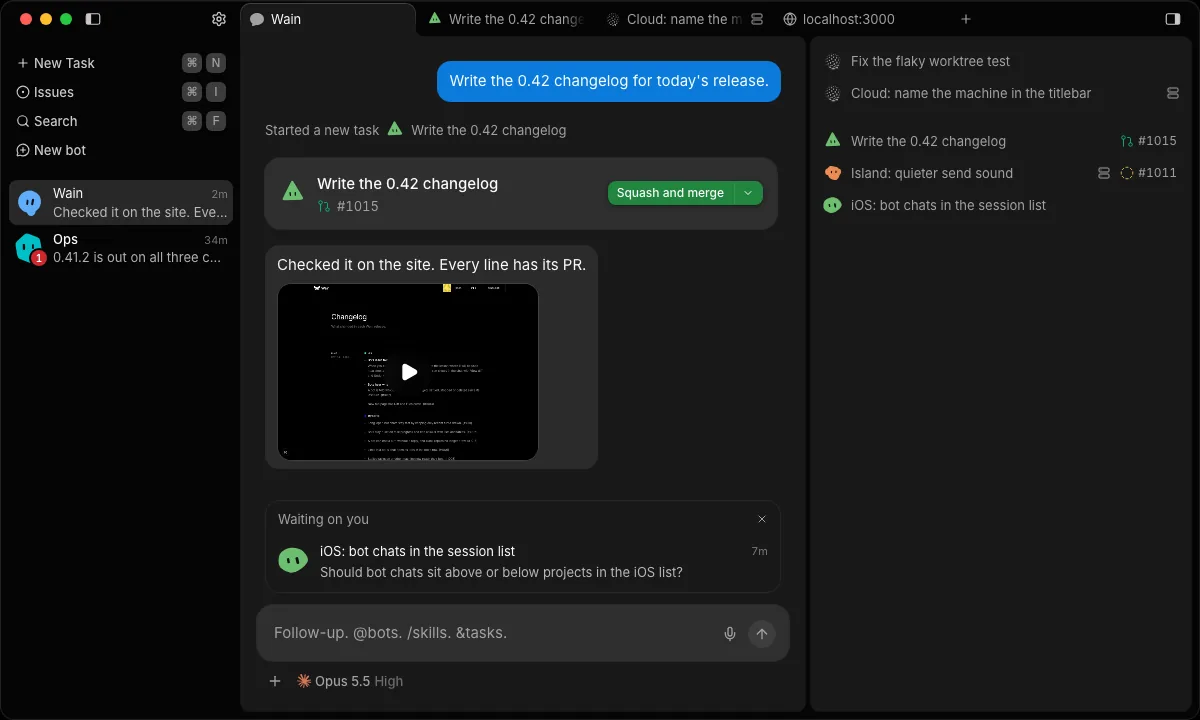 Wain
Write the 0.42 chang
Cloud: name the m
localhost:3000
New Task
⌘ N
Issues
⌘ I
Search
⌘ F
New bot
Wain
2m
Checked it on the site. Eve...
Ops
34m
1
0.41.2 is out on all three c...
Write the 0.42 changelog for today's release.
Started a new task Write the 0.42 changelog
Write the 0.42 changelog
#1015
Squash and merge
Checked it on the site. Every line has its PR.
Changelog
Waiting on you
iOS: bot chats in the session list
7m
Should bot chats sit above or below projects in the iOS list?
Follow-up. @bots. /skills. &tasks.
Opus 5.5 High
Fix the flaky worktree test
Cloud: name the machine in the titlebar
Write the 0.42 changelog
#1015
Island: quieter send sound
#1011
iOS: bot chats in the session list